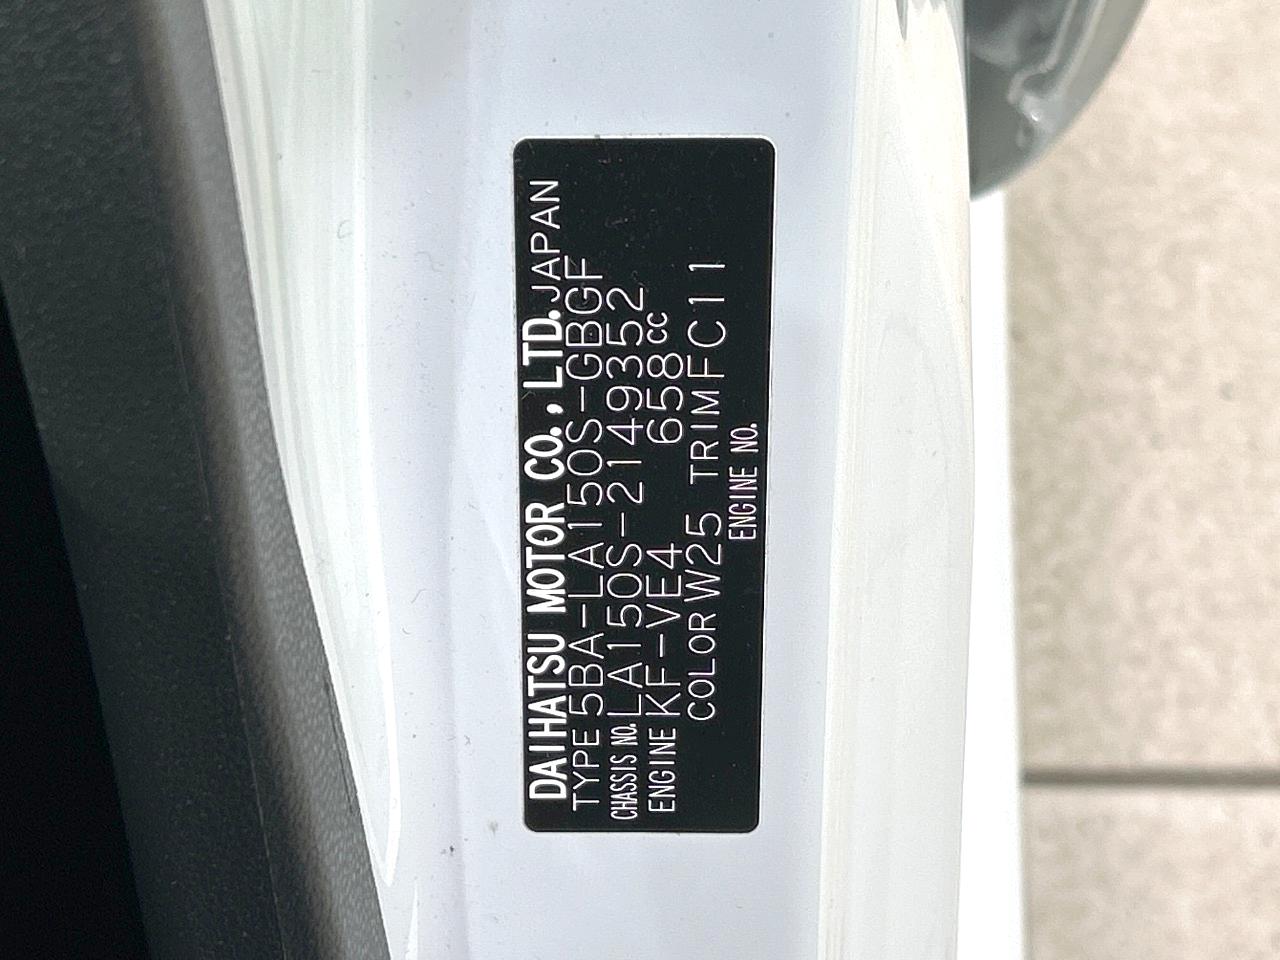 DAIHATSU MOTOR CO., LTD. JAPAN
TYPE 5BA-LA150S-GBGF
CHASSIS NO. LA150S-2149352
ENGINE KF-VE4 658cc
COLOR W25 TRIM FC11
ENGINE NO.